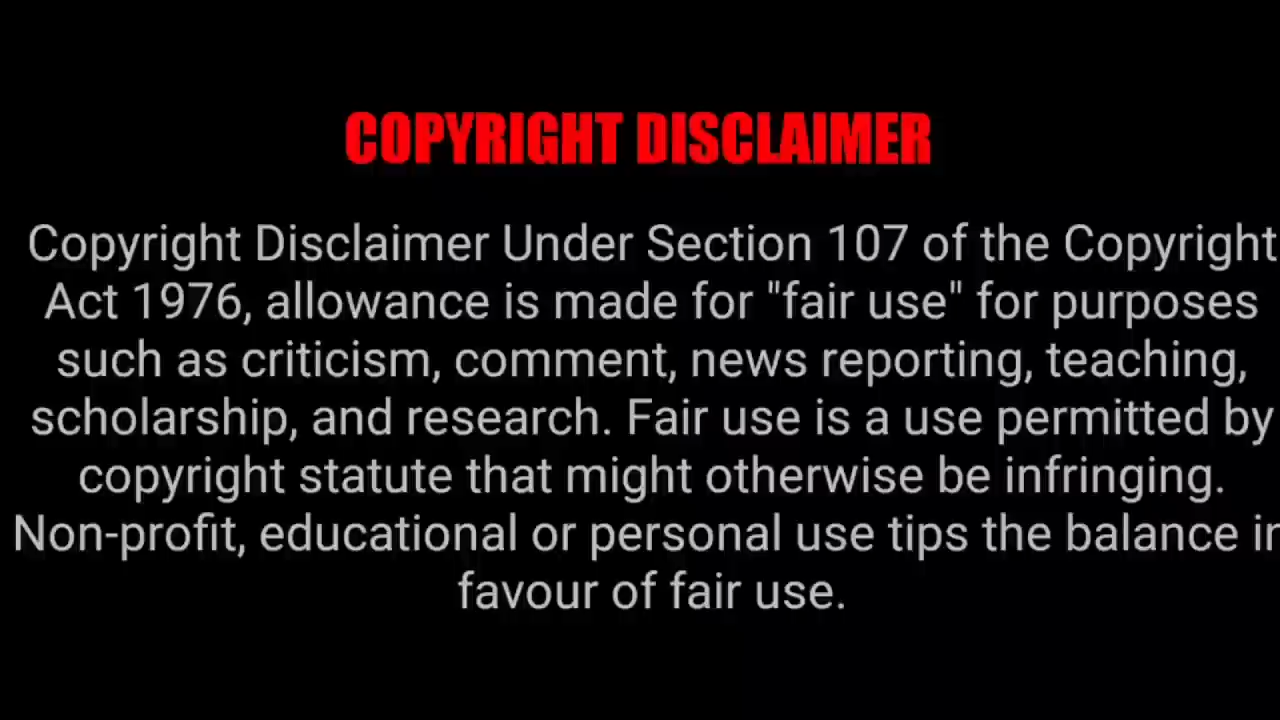 COPYRIGHT DISCLAIMER
Copyright Disclaimer Under Section 107 of the Copyright
Act 1976, allowance is made for "fair use" for purposes
such as criticism, comment, news reporting, teaching,
scholarship, and research. Fair use is a use permitted by
copyright statute that might otherwise be infringing.
Non-profit, educational or personal use tips the balance in
favour of fair use.